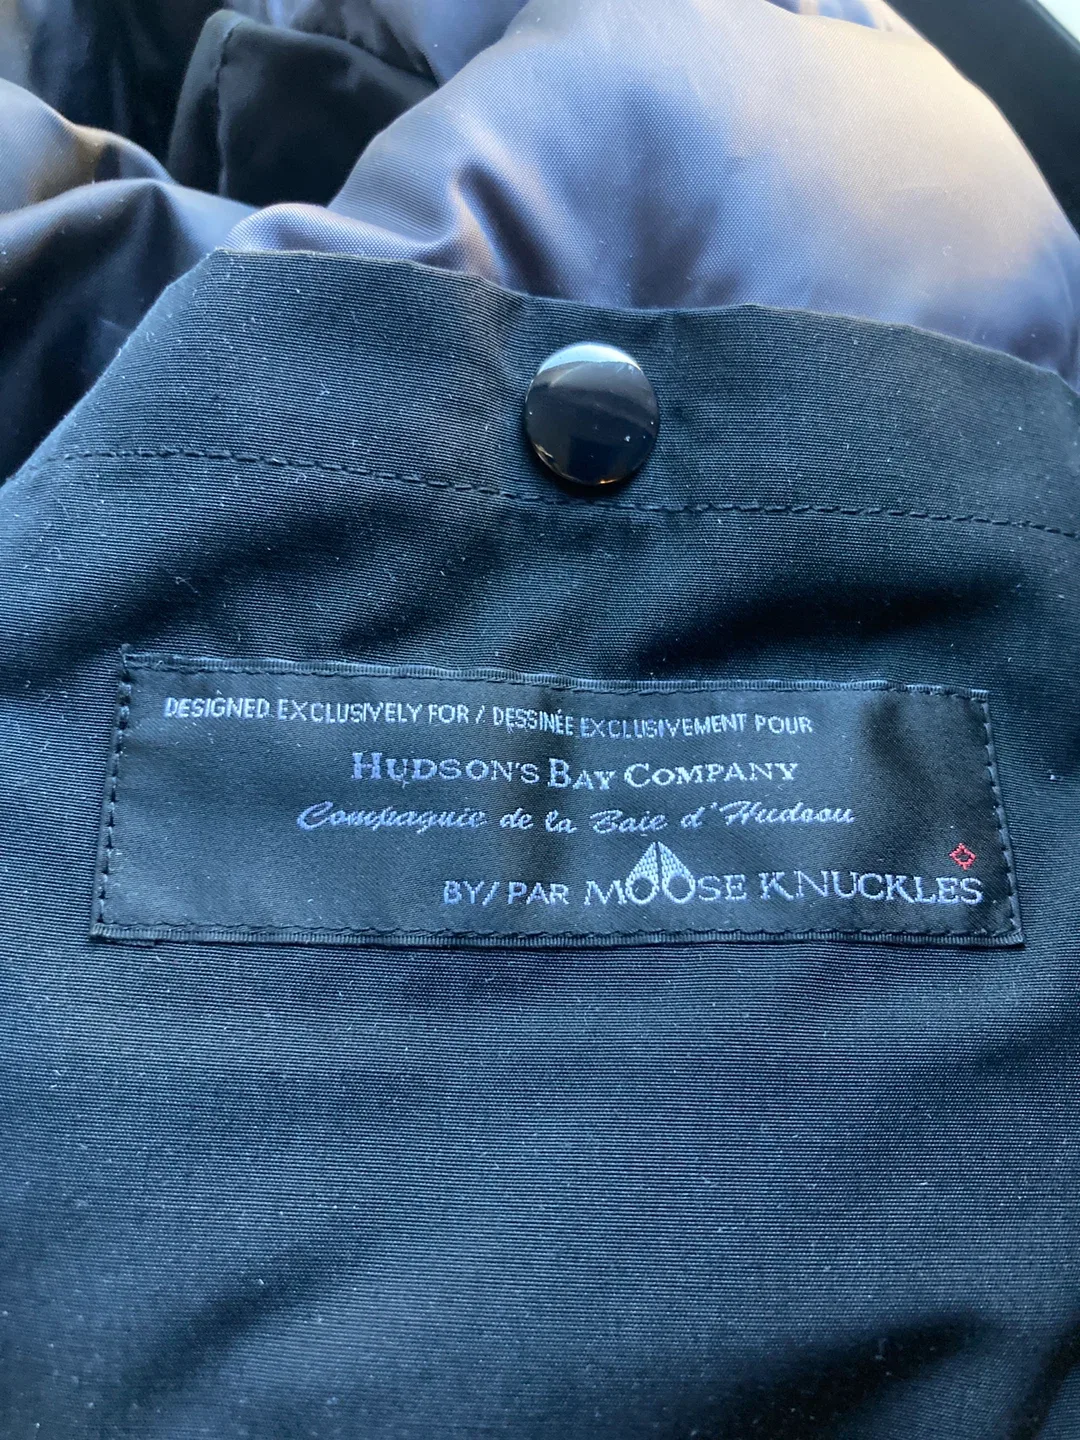 DESIGNED EXCLUSIVELY FOR / DESSINÉE EXCLUSIVEMENT POUR
HUDSON'S BAY COMPANY
Compagnie de la Baie d'Hudson
BY/ PAR MOOSE KNUCKLES